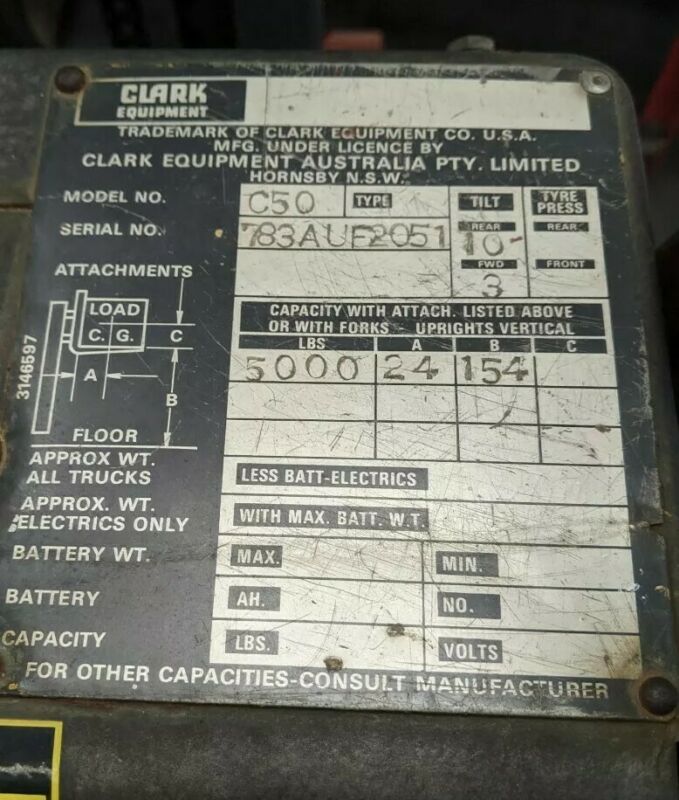 CLARK
EQUIPMENT
TRADEMARK OF CLARK EQUIPMENT CO. U.S.A.
MFG. UNDER LICENCE BY
CLARK EQUIPMENT AUSTRALIA PTY. LIMITED
HORNSBY N.S.W.
MODEL NO. C50 TYPE TILT TYRE PRESS
SERIAL NO. 783AUF2051 REAR 10 REAR
FWD 3 FRONT
ATTACHMENTS
CAPACITY WITH ATTACH. LISTED ABOVE
OR WITH FORKS - UPRIGHTS VERTICAL
LBS A B C
5000 24 154
LOAD
C. G. C
A
B
FLOOR
3146597
APPROX WT.
ALL TRUCKS LESS BATT-ELECTRICS
APPROX. WT.
ELECTRICS ONLY WITH MAX. BATT. W.T.
BATTERY WT. MAX. MIN.
BATTERY AH. NO.
CAPACITY LBS. VOLTS
FOR OTHER CAPACITIES-CONSULT MANUFACTURER